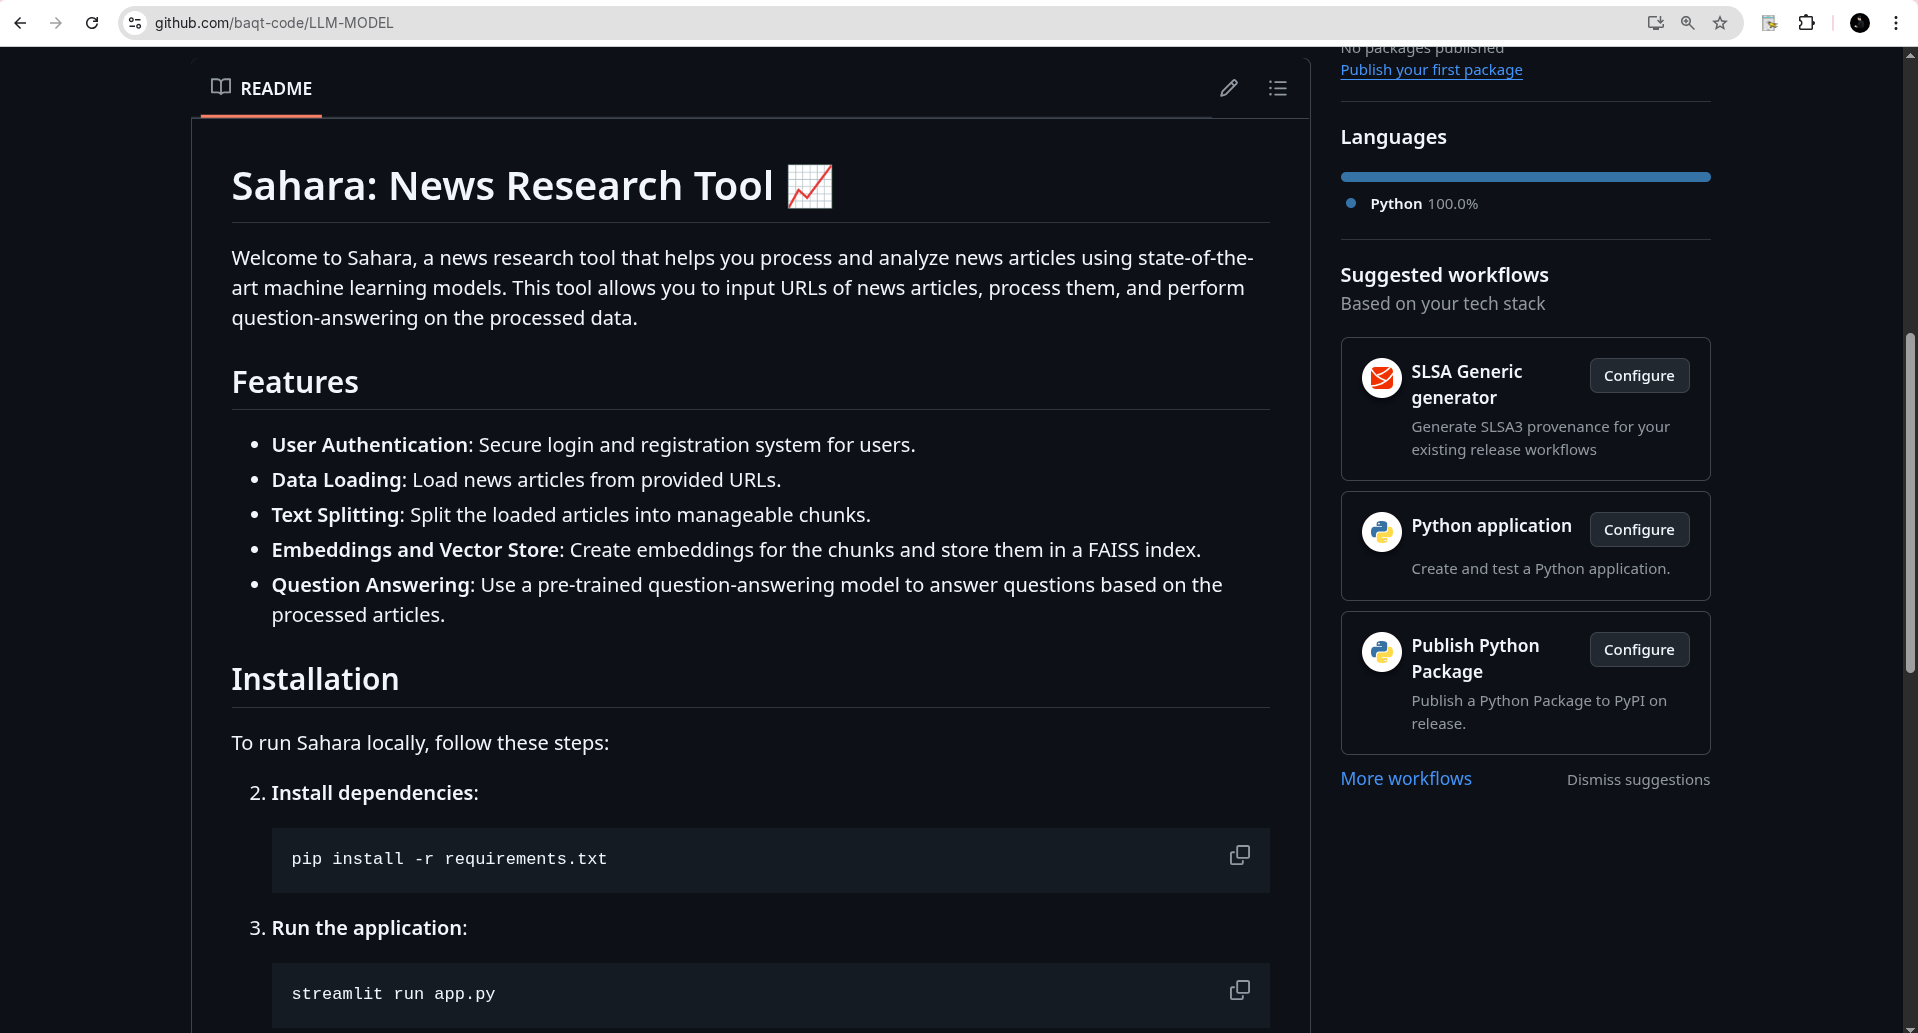 github.com/baqt-code/LLM-MODEL
README
Sahara: News Research Tool
Welcome to Sahara, a news research tool that helps you process and analyze news articles using state-of-the-
art machine learning models. This tool allows you to input URLs of news articles, process them, and perform
question-answering on the processed data.
Features
• User Authentication: Secure login and registration system for users.
• Data Loading: Load news articles from provided URLs.
• Text Splitting: Split the loaded articles into manageable chunks.
• Embeddings and Vector Store: Create embeddings for the chunks and store them in a FAISS index.
• Question Answering: Use a pre-trained question-answering model to answer questions based on the
processed articles.
Installation
To run Sahara locally, follow these steps:
2. Install dependencies:
pip install -r requirements.txt
3. Run the application:
streamlit run app.py
No packages published
Publish your first package
Languages
Python 100.0%
Suggested workflows
Based on your tech stack
SLSA Generic
generator
Configure
Generate SLSA3 provenance for your
existing release workflows
Python application
Configure
Create and test a Python application.
Publish Python
Package
Configure
Publish a Python Package to PyPI on
release.
More workflows
Dismiss suggestions